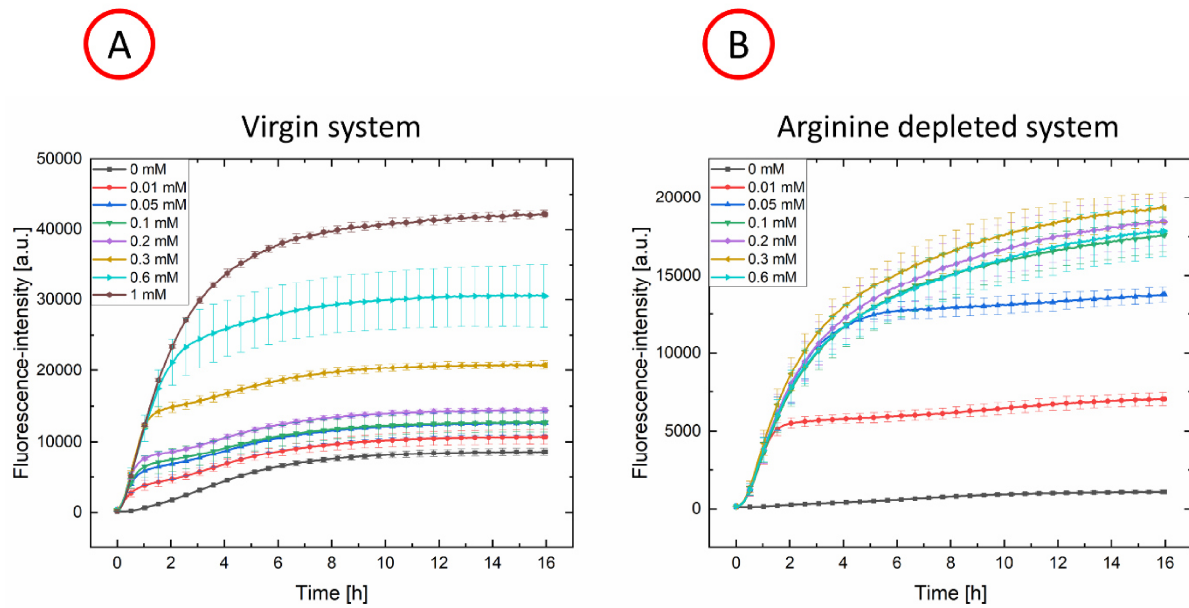 A
B
Virgin system
Arginine depleted system
50000
40000
30000
20000
10000
0
Fluorescence-intensity [a.u.]
0 mM
0.01 mM
0.05 mM
0.1 mM
0.2 mM
0.3 mM
0.6 mM
1 mM
0 2 4 6 8 10 12 14 16
Time [h]
20000
15000
10000
5000
0
Fluorescence-intensity [a.u.]
0 mM
0.01 mM
0.05 mM
0.1 mM
0.2 mM
0.3 mM
0.6 mM
0 2 4 6 8 10 12 14 16
Time [h]